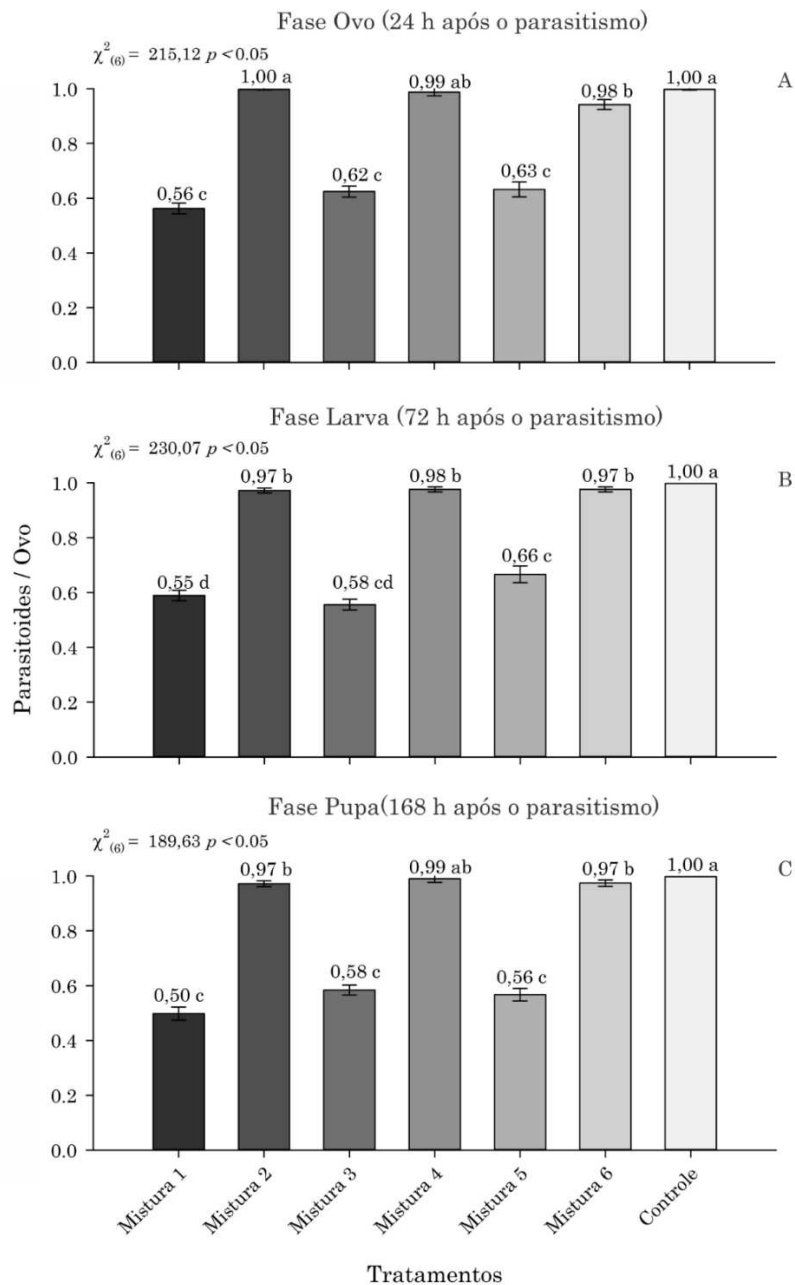 Fase Ovo (24 h após o parasitismo)
χ²(6) = 215,12 p<0.05
A
1,00 a 0,99 ab 0,98 b 1,00 a
0,56 c 0,62 c 0,63 c
1.0
0.8
0.6
0.4
0.2
0.0
Fase Larva (72 h após o parasitismo)
χ²(6) = 230,07 p<0.05
B
0,97 b 0,98 b 0,97 b 1,00 a
0,55 d 0,58 cd 0,66 c
1.0
0.8
0.6
0.4
0.2
0.0
Parasitoides / Ovo
Fase Pupa(168 h após o parasitismo)
χ²(6) = 189,63 p<0.05
C
0,97 b 0,99 ab 0,97 b 1,00 a
0,50 c 0,58 c 0,56 c
1.0
0.8
0.6
0.4
0.2
0.0
Mistura 1 Mistura 2 Mistura 3 Mistura 4 Mistura 5 Mistura 6 Controle
Tratamentos